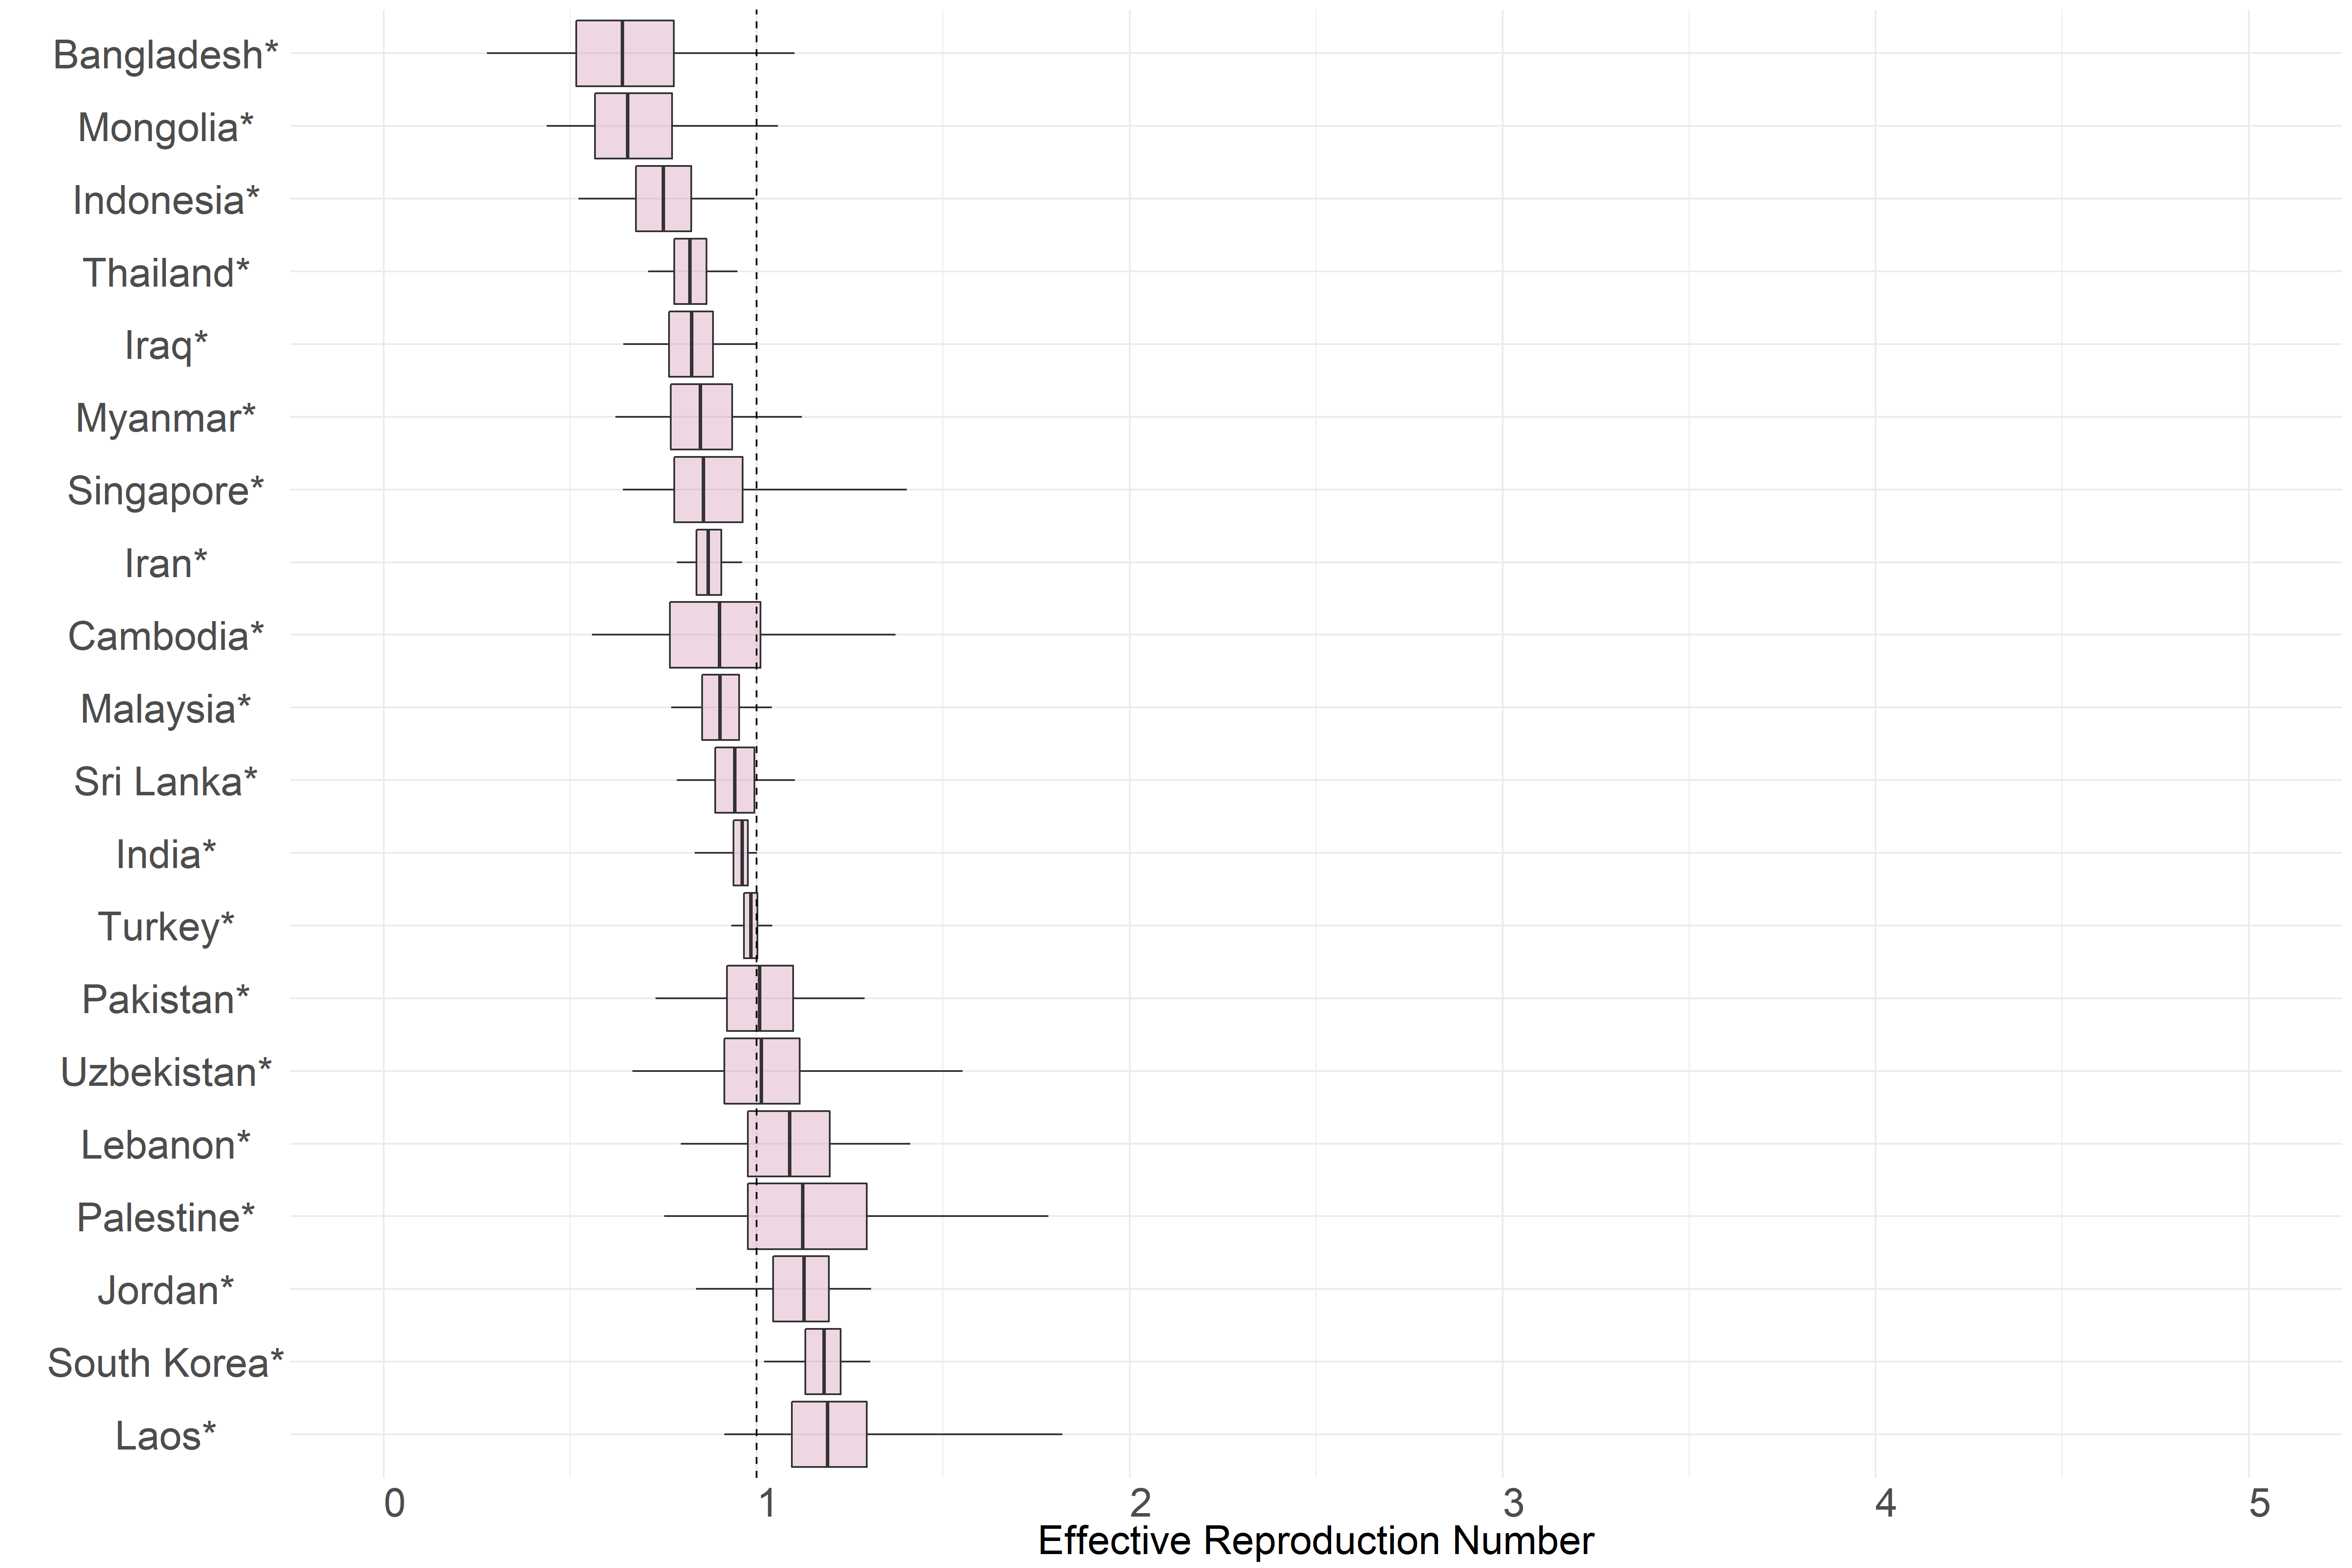 Bangladesh*
Mongolia*
Indonesia*
Thailand*
Iraq*
Myanmar*
Singapore*
Iran*
Cambodia*
Malaysia*
Sri Lanka*
India*
Turkey*
Pakistan*
Uzbekistan*
Lebanon*
Palestine*
Jordan*
South Korea*
Laos*
0 1 2 3 4 5
Effective Reproduction Number